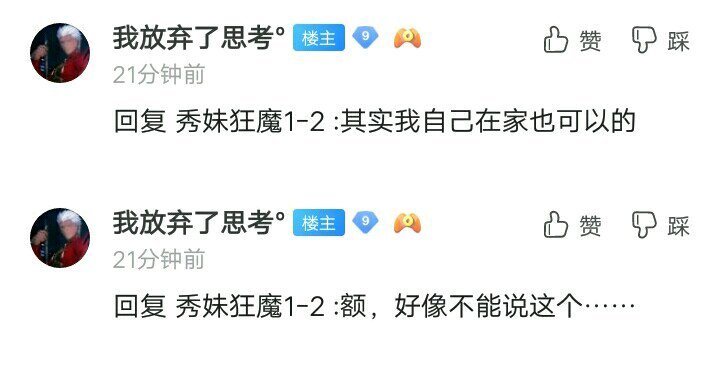 我放弃了思考° 楼主 9 6 赞 踩
21分钟前
回复 秀妹狂魔1-2 :其实我自己在家也可以的
我放弃了思考° 楼主 9 6 赞 踩
21分钟前
回复 秀妹狂魔1-2 :额，好像不能说这个……